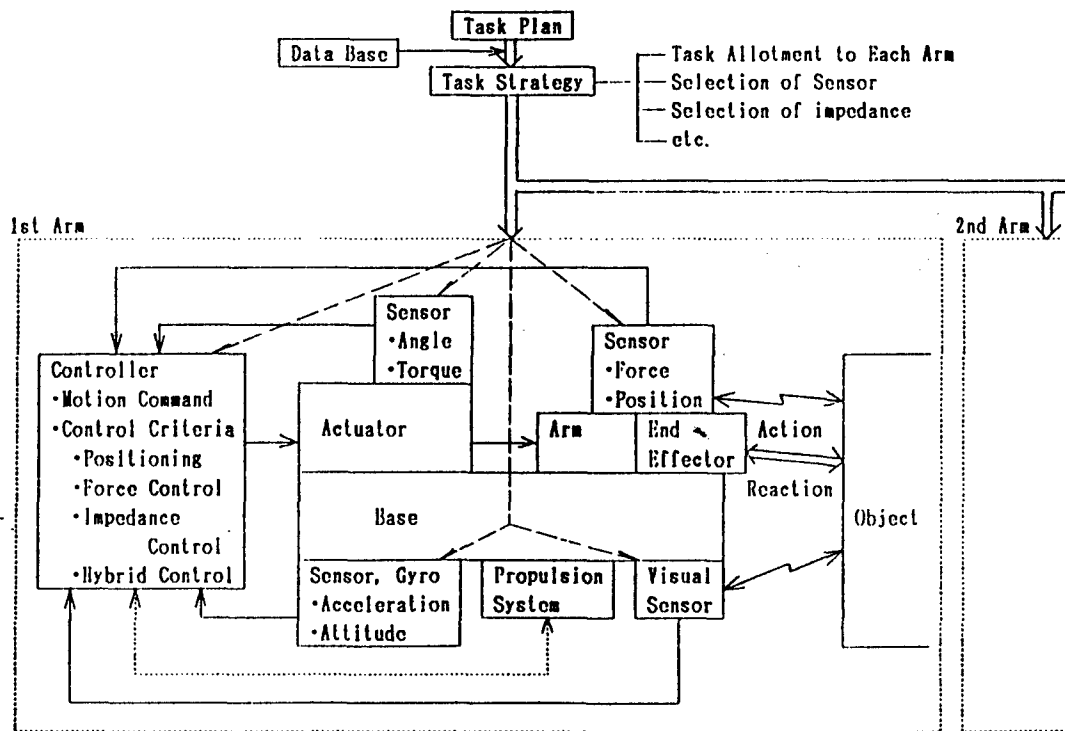 Task Plan
Data Base
Task Strategy
Task Allotment to Each Arm
Selection of Sensor
Selection of impedance
etc.
1st Arm
2nd Arm
Sensor
・Angle
・Torque
Sensor
・Force
・Position
Controller
・Motion Command
・Control Criteria
・Positioning
・Force Control
・Impedance
Control
・Hybrid Control
Actuator
Arm
End
Effector
Action
Reaction
Object
Base
Sensor, Gyro
・Acceleration
・Attitude
Propulsion
System
Visual
Sensor